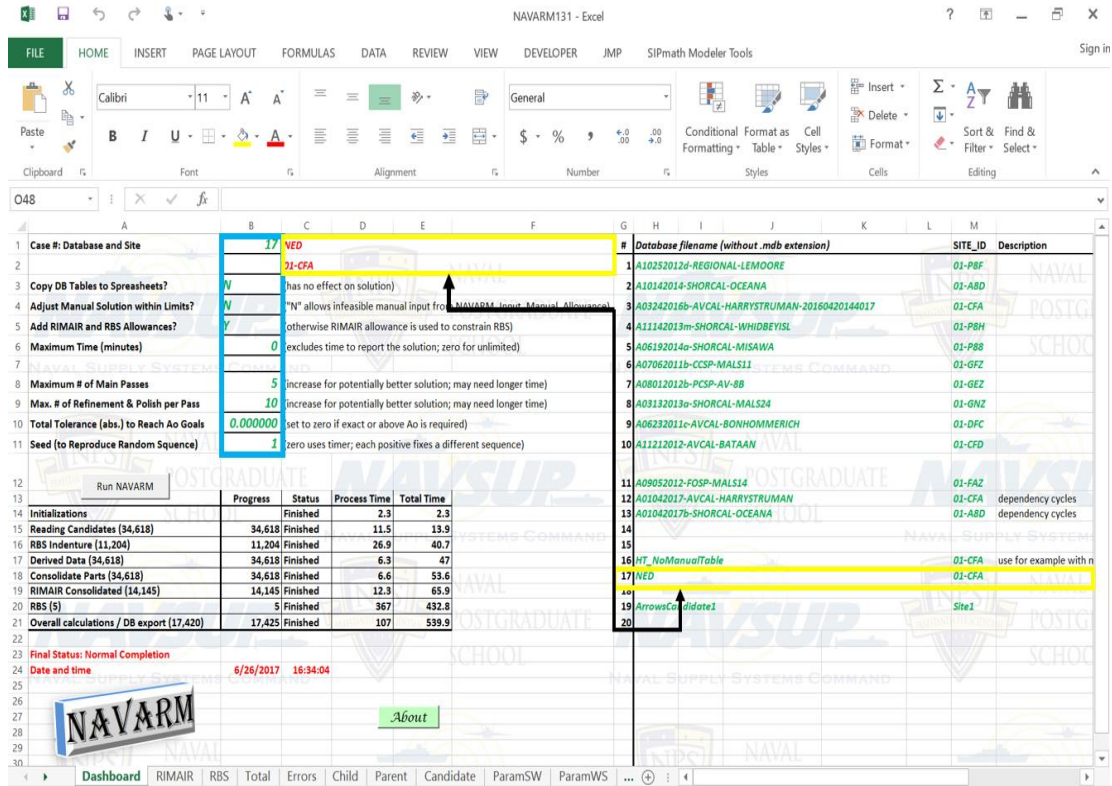 NAVARM131 - Excel
FILE HOME INSERT PAGE LAYOUT FORMULAS DATA REVIEW VIEW DEVELOPER JMP SIPmath Modeler Tools Sign in
Calibri 11 General
Paste B I U $ % Conditional Formatting Format as Table Cell Styles Insert Delete Format Sort & Filter Find & Select
Clipboard Font Alignment Number Styles Cells Editing
O48 fx
A B C D E F G H I J K L M
1 Case #: Database and Site 17 NED # Database filename (without .mdb extension) SITE_ID Description
2 01-CFA 1 A10252012d-REGIONAL-LEMOORE 01-P8F
3 Copy DB Tables to Spreasheets? N (has no effect on solution) 2 A10142014-SHORCAL-OCEANA 01-A8D
4 Adjust Manual Solution within Limits? N ("N" allows infeasible manual input from NAVARM_Input_Manual_Allowance) 3 A03242016b-AVCAL-HARRYSTRUMAN-20160420144017 01-CFA
5 Add RIMAIR and RBS Allowances? Y (otherwise RIMAIR allowance is used to constrain RBS) 4 A11142013m-SHORCAL-WHIDBEYISL 01-P8H
6 Maximum Time (minutes) 0 (excludes time to report the solution; zero for unlimited) 5 A06192014a-SHORCAL-MISAWA 01-P88
7 6 A07062011b-CCSP-MALS11 01-GFZ
8 Maximum # of Main Passes 5 (increase for potentially better solution; may need longer time) 7 A08012012b-PCSP-AV-8B 01-GEZ
9 Max. # of Refinement & Polish per Pass 10 (increase for potentially better solution; may need longer time) 8 A03132013a-SHORCAL-MALS24 01-GNZ
10 Total Tolerance (abs.) to Reach Ao Goals 0.000000 (set to zero if exact or above Ao is required) 9 A06232011c-AVCAL-BONHOMMERICH 01-DFC
11 Seed (to Reproduce Random Squence) 1 (zero uses timer; each positive fixes a different sequence) 10 A11212012-AVCAL-BATAAN 01-CFD
12 Run NAVARM 11 A09052012-FOSP-MALS14 01-FAZ
13 Progress Status Process Time Total Time 12 A01042017-AVCAL-HARRYSTRUMAN 01-CFA dependency cycles
14 Initializations Finished 2.3 2.3 13 A01042017b-SHORCAL-OCEANA 01-A8D dependency cycles
15 Reading Candidates (34,618) 34,618 Finished 11.5 13.9 14
16 RBS Indenture (11,204) 11,204 Finished 26.9 40.7 15
17 Derived Data (34,618) 34,618 Finished 6.3 47 16 HT_NoManualTable 01-CFA use for example with n
18 Consolidate Parts (34,618) 34,618 Finished 6.6 53.6 17 NED 01-CFA
19 RIMAIR Consolidated (14,145) 14,145 Finished 12.3 65.9 18
20 RBS (5) 5 Finished 367 432.8 19 Site1
21 Overall calculations / DB export (17,420) 17,425 Finished 107 539.9 20
22
23 Final Status: Normal Completion
24 Date and time 6/26/2017 16:34:04
25
26
27 NAVARM About
28
29
30
Dashboard RIMAIR RBS Total Errors Child Parent Candidate ParamSW ParamWS ...